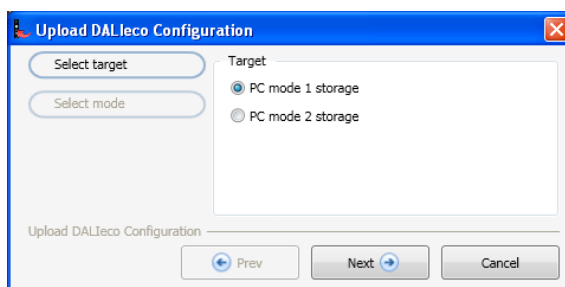 Upload DALIeco Configuration
Select target
Select mode
Target
PC mode 1 storage
PC mode 2 storage
Upload DALIeco Configuration
Prev
Next
Cancel